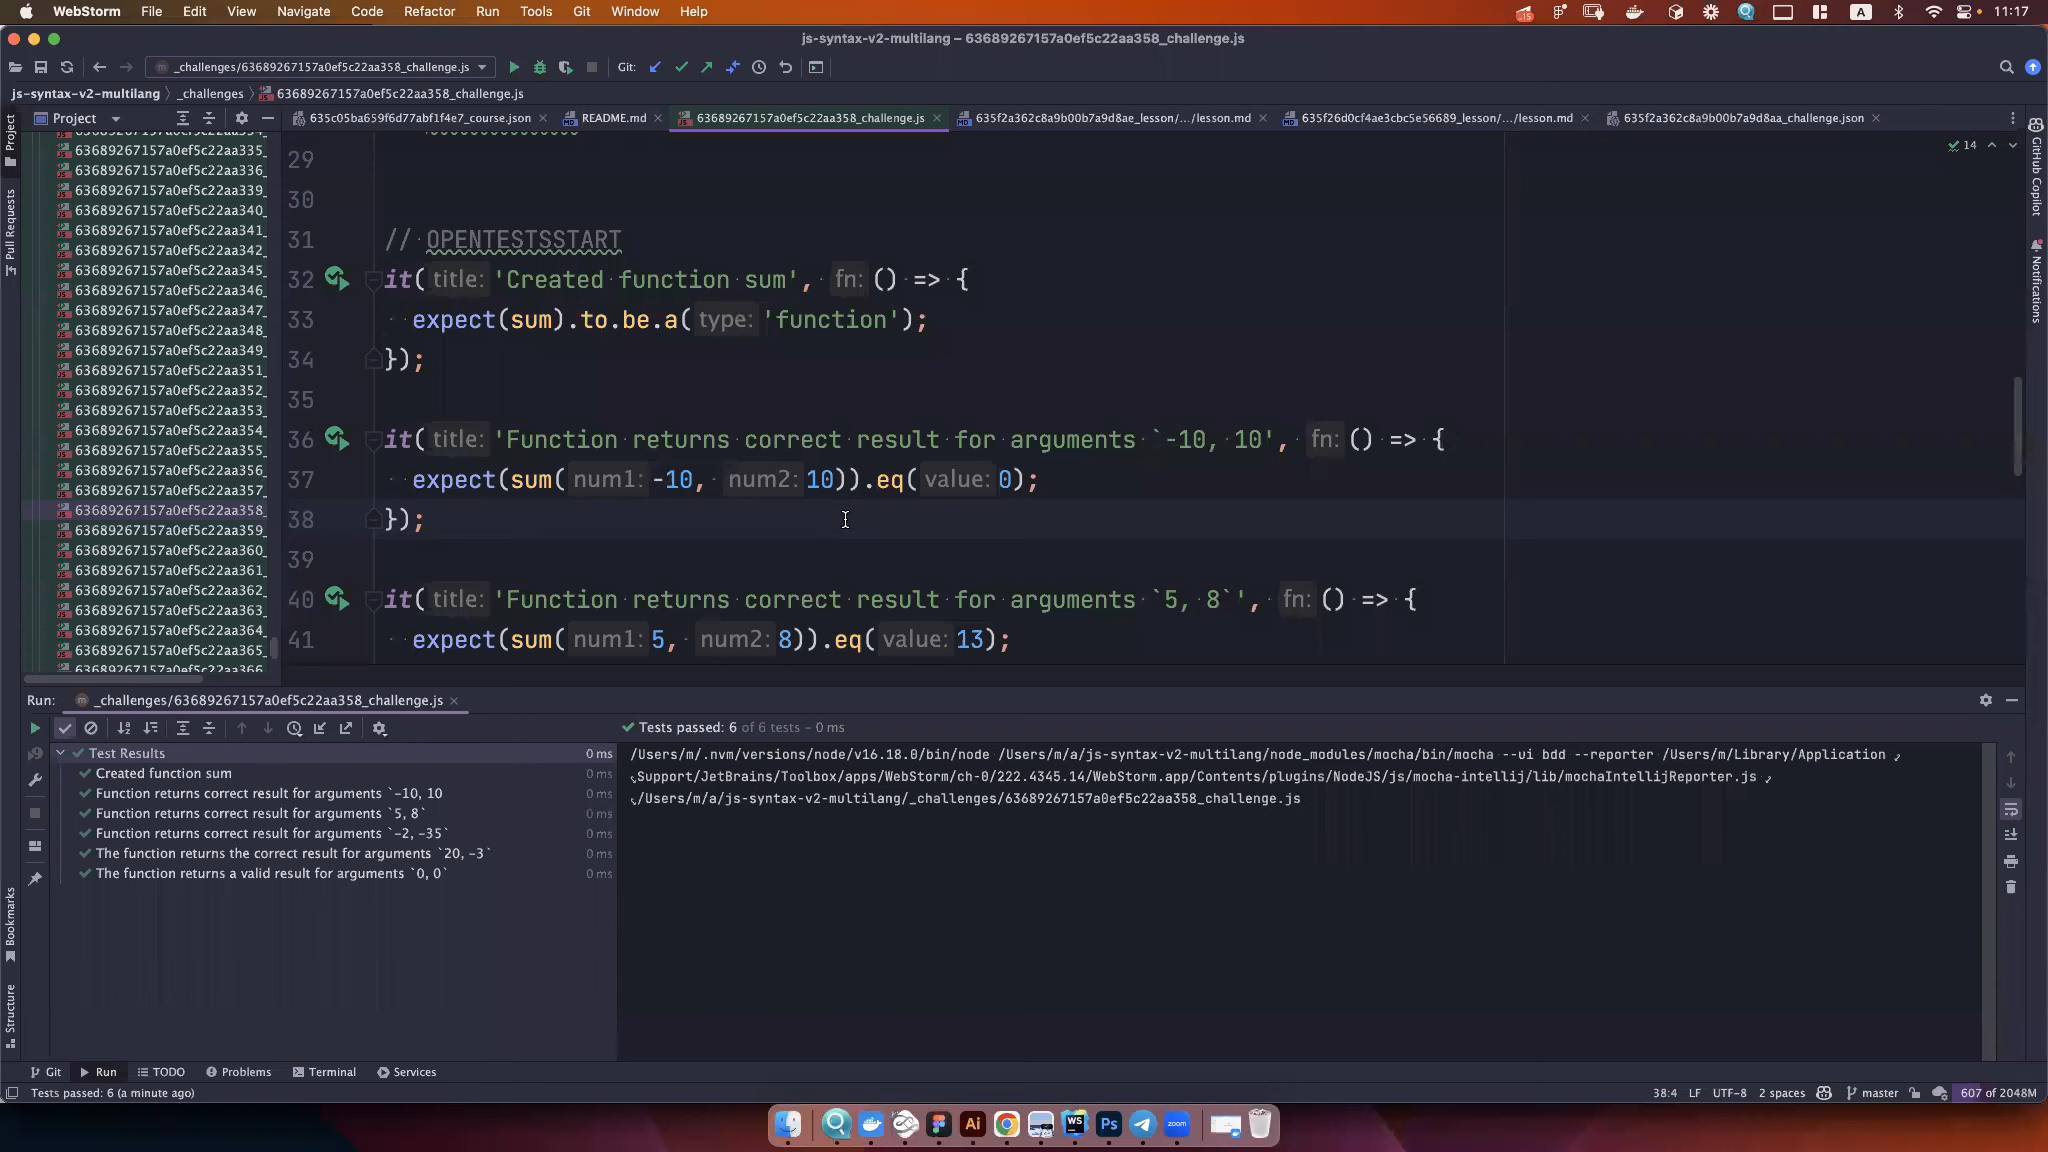 WebStorm File Edit View Navigate Code Refactor Run Tools Git Window Help 15 A 11:17
js-syntax-v2-multilang – 63689267157a0ef5c22aa358_challenge.js
_challenges/63689267157a0ef5c22aa358_challenge.js Git:
js-syntax-v2-multilang _challenges 63689267157a0ef5c22aa358_challenge.js
Project 635c05ba659f6d77abf1f4e7_course.json README.md 63689267157a0ef5c22aa358_challenge.js 635f2a362c8a9b00b7a9d8ae_lesson/.../lesson.md 635f26d0cf4ae3cbc5e56689_lesson/.../lesson.md 635f2a362c8a9b00b7a9d8aa_challenge.json
Project
Pull Requests
63689267157a0ef5c22aa335_
63689267157a0ef5c22aa336_
63689267157a0ef5c22aa339_
63689267157a0ef5c22aa340_
63689267157a0ef5c22aa341_
63689267157a0ef5c22aa342_
63689267157a0ef5c22aa345_
63689267157a0ef5c22aa346_
63689267157a0ef5c22aa347_
63689267157a0ef5c22aa348_
63689267157a0ef5c22aa349_
63689267157a0ef5c22aa351_
63689267157a0ef5c22aa352_
63689267157a0ef5c22aa353_
63689267157a0ef5c22aa354_
63689267157a0ef5c22aa355_
63689267157a0ef5c22aa356_
63689267157a0ef5c22aa357_
63689267157a0ef5c22aa358_
63689267157a0ef5c22aa359_
63689267157a0ef5c22aa360_
63689267157a0ef5c22aa361_
63689267157a0ef5c22aa362_
63689267157a0ef5c22aa363_
63689267157a0ef5c22aa364_
63689267157a0ef5c22aa365_
63689267157a0ef5c22aa366_
14
29
30
31 // OPENTESTSSTART
32 it( title: 'Created function sum', fn: () => {
33 expect(sum).to.be.a( type: 'function');
34 });
35
36 it( title: 'Function returns correct result for arguments `-10, 10', fn: () => {
37 expect(sum( num1: -10, num2: 10)).eq( value: 0);
38 });
39
40 it( title: 'Function returns correct result for arguments `5, 8`', fn: () => {
41 expect(sum( num1: 5, num2: 8)).eq( value: 13);
GitHub Copilot
Notifications
Run: _challenges/63689267157a0ef5c22aa358_challenge.js
Tests passed: 6 of 6 tests – 0 ms
Test Results 0 ms
Created function sum 0 ms
Function returns correct result for arguments `-10, 10 0 ms
Function returns correct result for arguments `5, 8` 0 ms
Function returns correct result for arguments `-2, -35` 0 ms
The function returns the correct result for arguments `20, -3` 0 ms
The function returns a valid result for arguments `0, 0` 0 ms
/Users/m/.nvm/versions/node/v16.18.0/bin/node /Users/m/a/js-syntax-v2-multilang/node_modules/mocha/bin/mocha --ui bdd --reporter /Users/m/Library/Application
Support/JetBrains/Toolbox/apps/WebStorm/ch-0/222.4345.14/WebStorm.app/Contents/plugins/NodeJS/js/mocha-intellij/lib/mochaIntellijReporter.js
/Users/m/a/js-syntax-v2-multilang/_challenges/63689267157a0ef5c22aa358_challenge.js
Bookmarks
Structure
Git Run TODO Problems Terminal Services
Tests passed: 6 (a minute ago) 38:4 LF UTF-8 2 spaces master 607 of 2048M
Ai WS Ps zoom